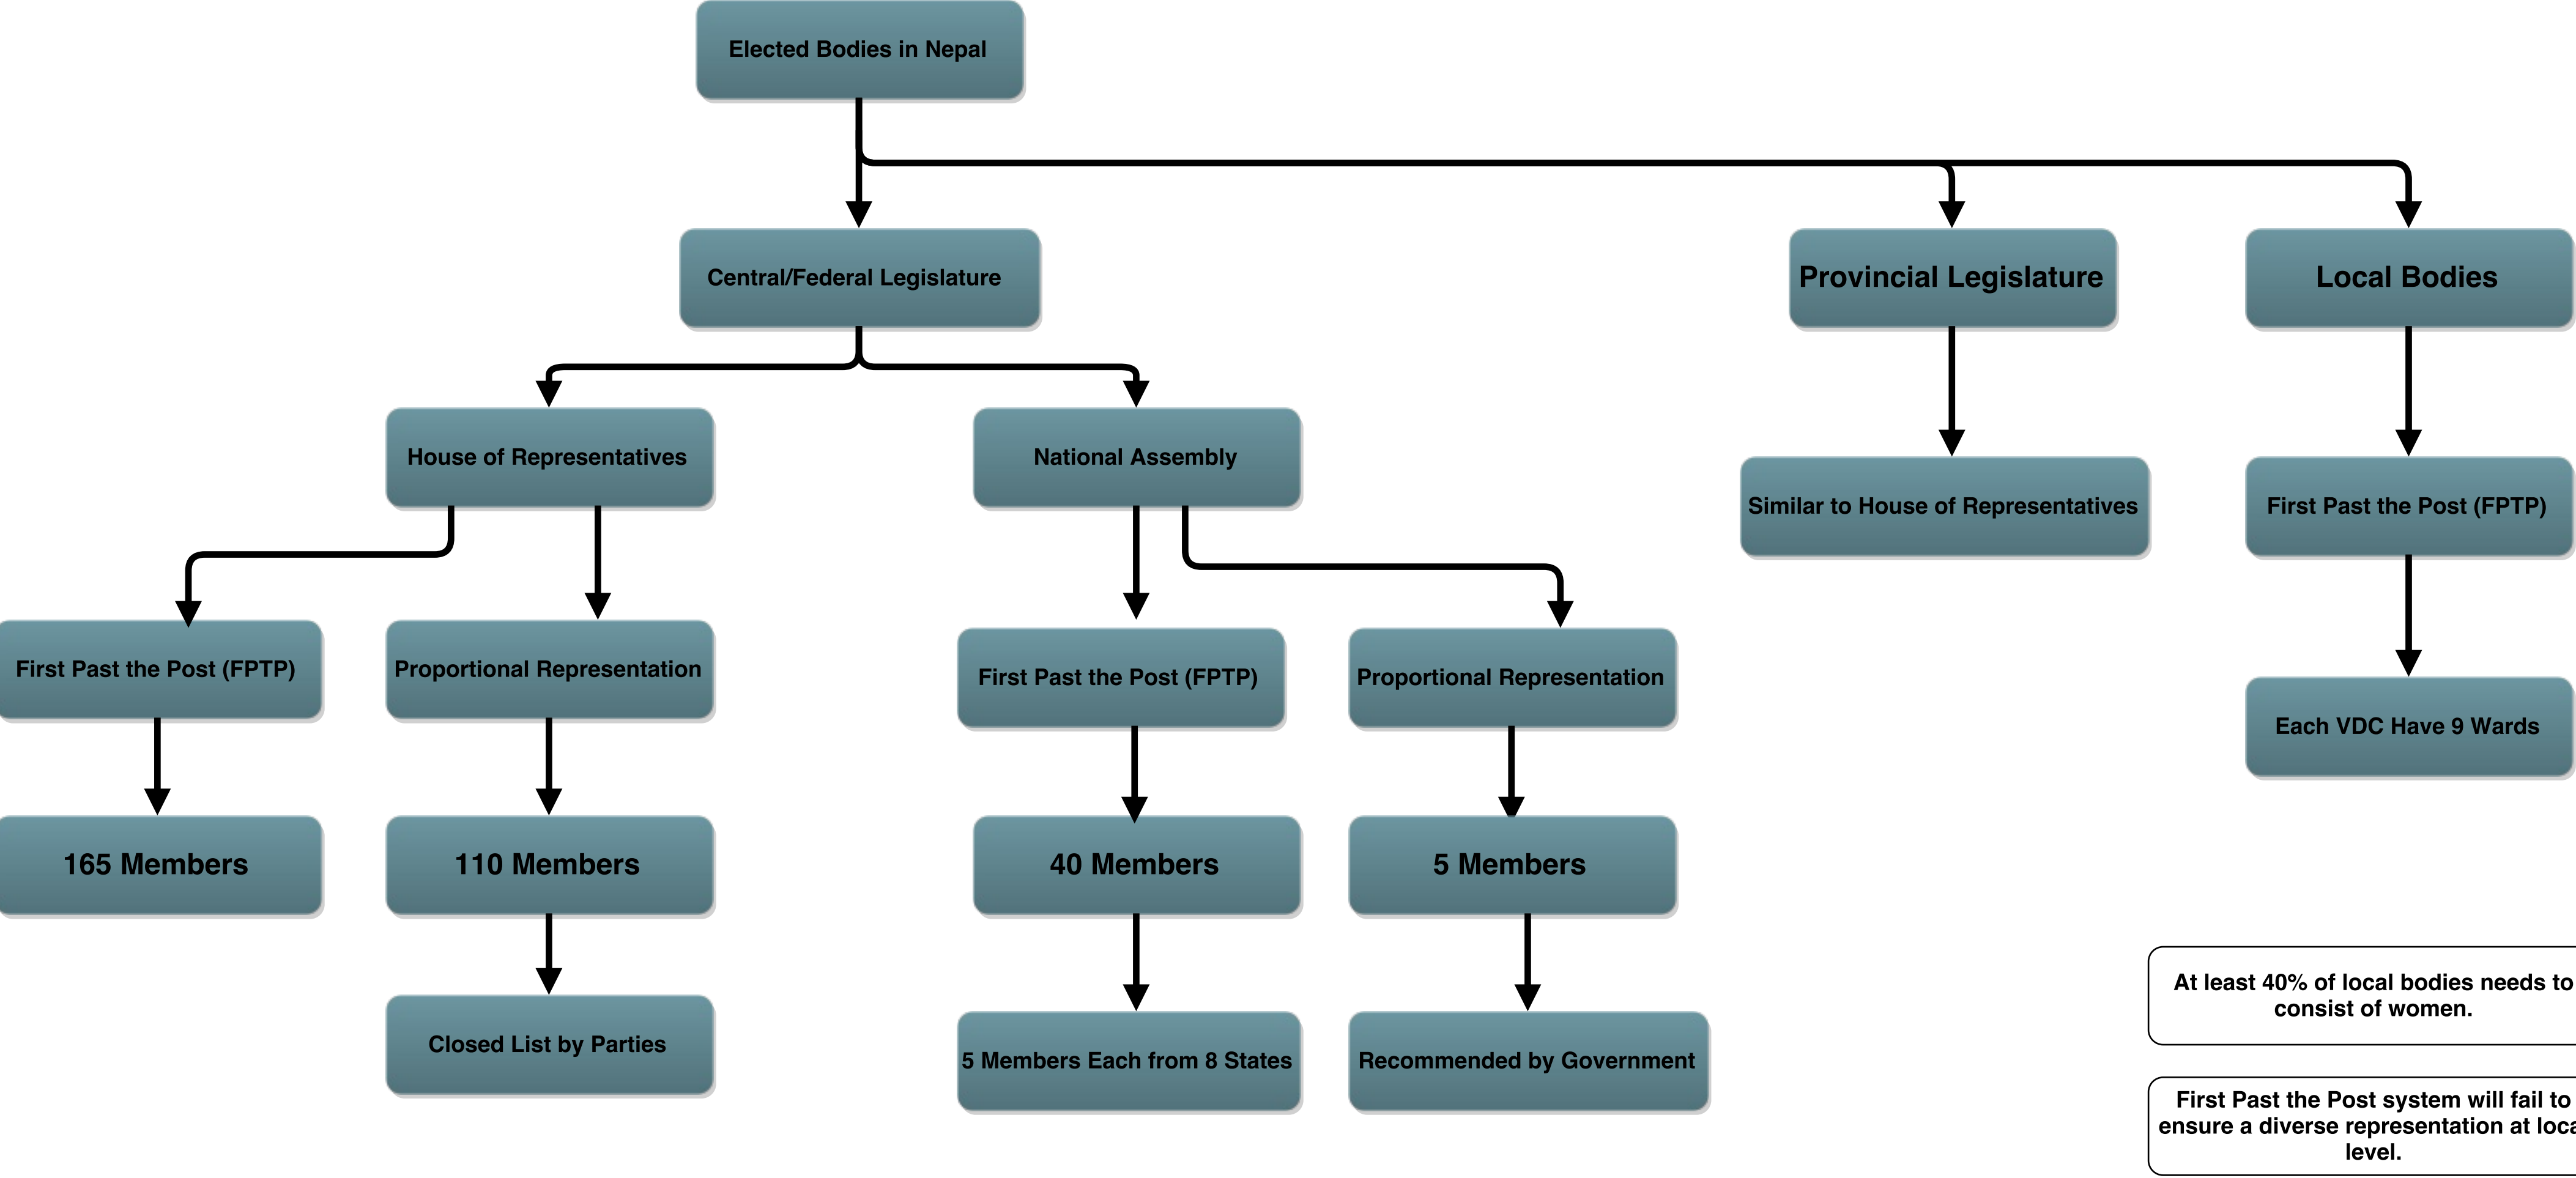 Elected Bodies in Nepal
Central/Federal Legislature
Provincial Legislature
Local Bodies
House of Representatives
National Assembly
Similar to House of Representatives
First Past the Post (FPTP)
First Past the Post (FPTP)
Proportional Representation
First Past the Post (FPTP)
Proportional Representation
Each VDC Have 9 Wards
165 Members
110 Members
40 Members
5 Members
Closed List by Parties
5 Members Each from 8 States
Recommended by Government
At least 40% of local bodies needs to
consist of women.
First Past the Post system will fail to
ensure a diverse representation at loca
level.